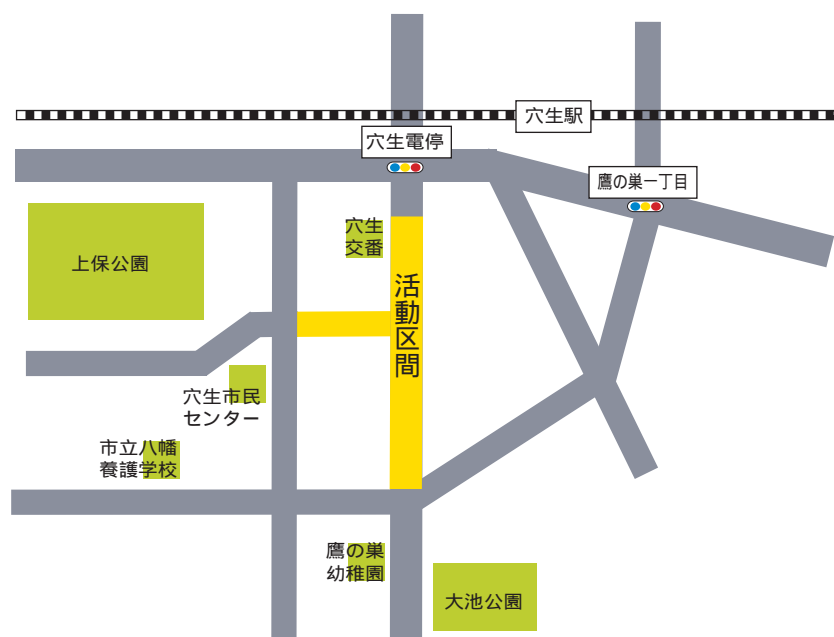 穴生駅
穴生電停
鷹の巣一丁目
穴生
交番
上保公園
活動区間
穴生市民
センター
市立八幡
養護学校
鷹の巣
幼稚園
大池公園